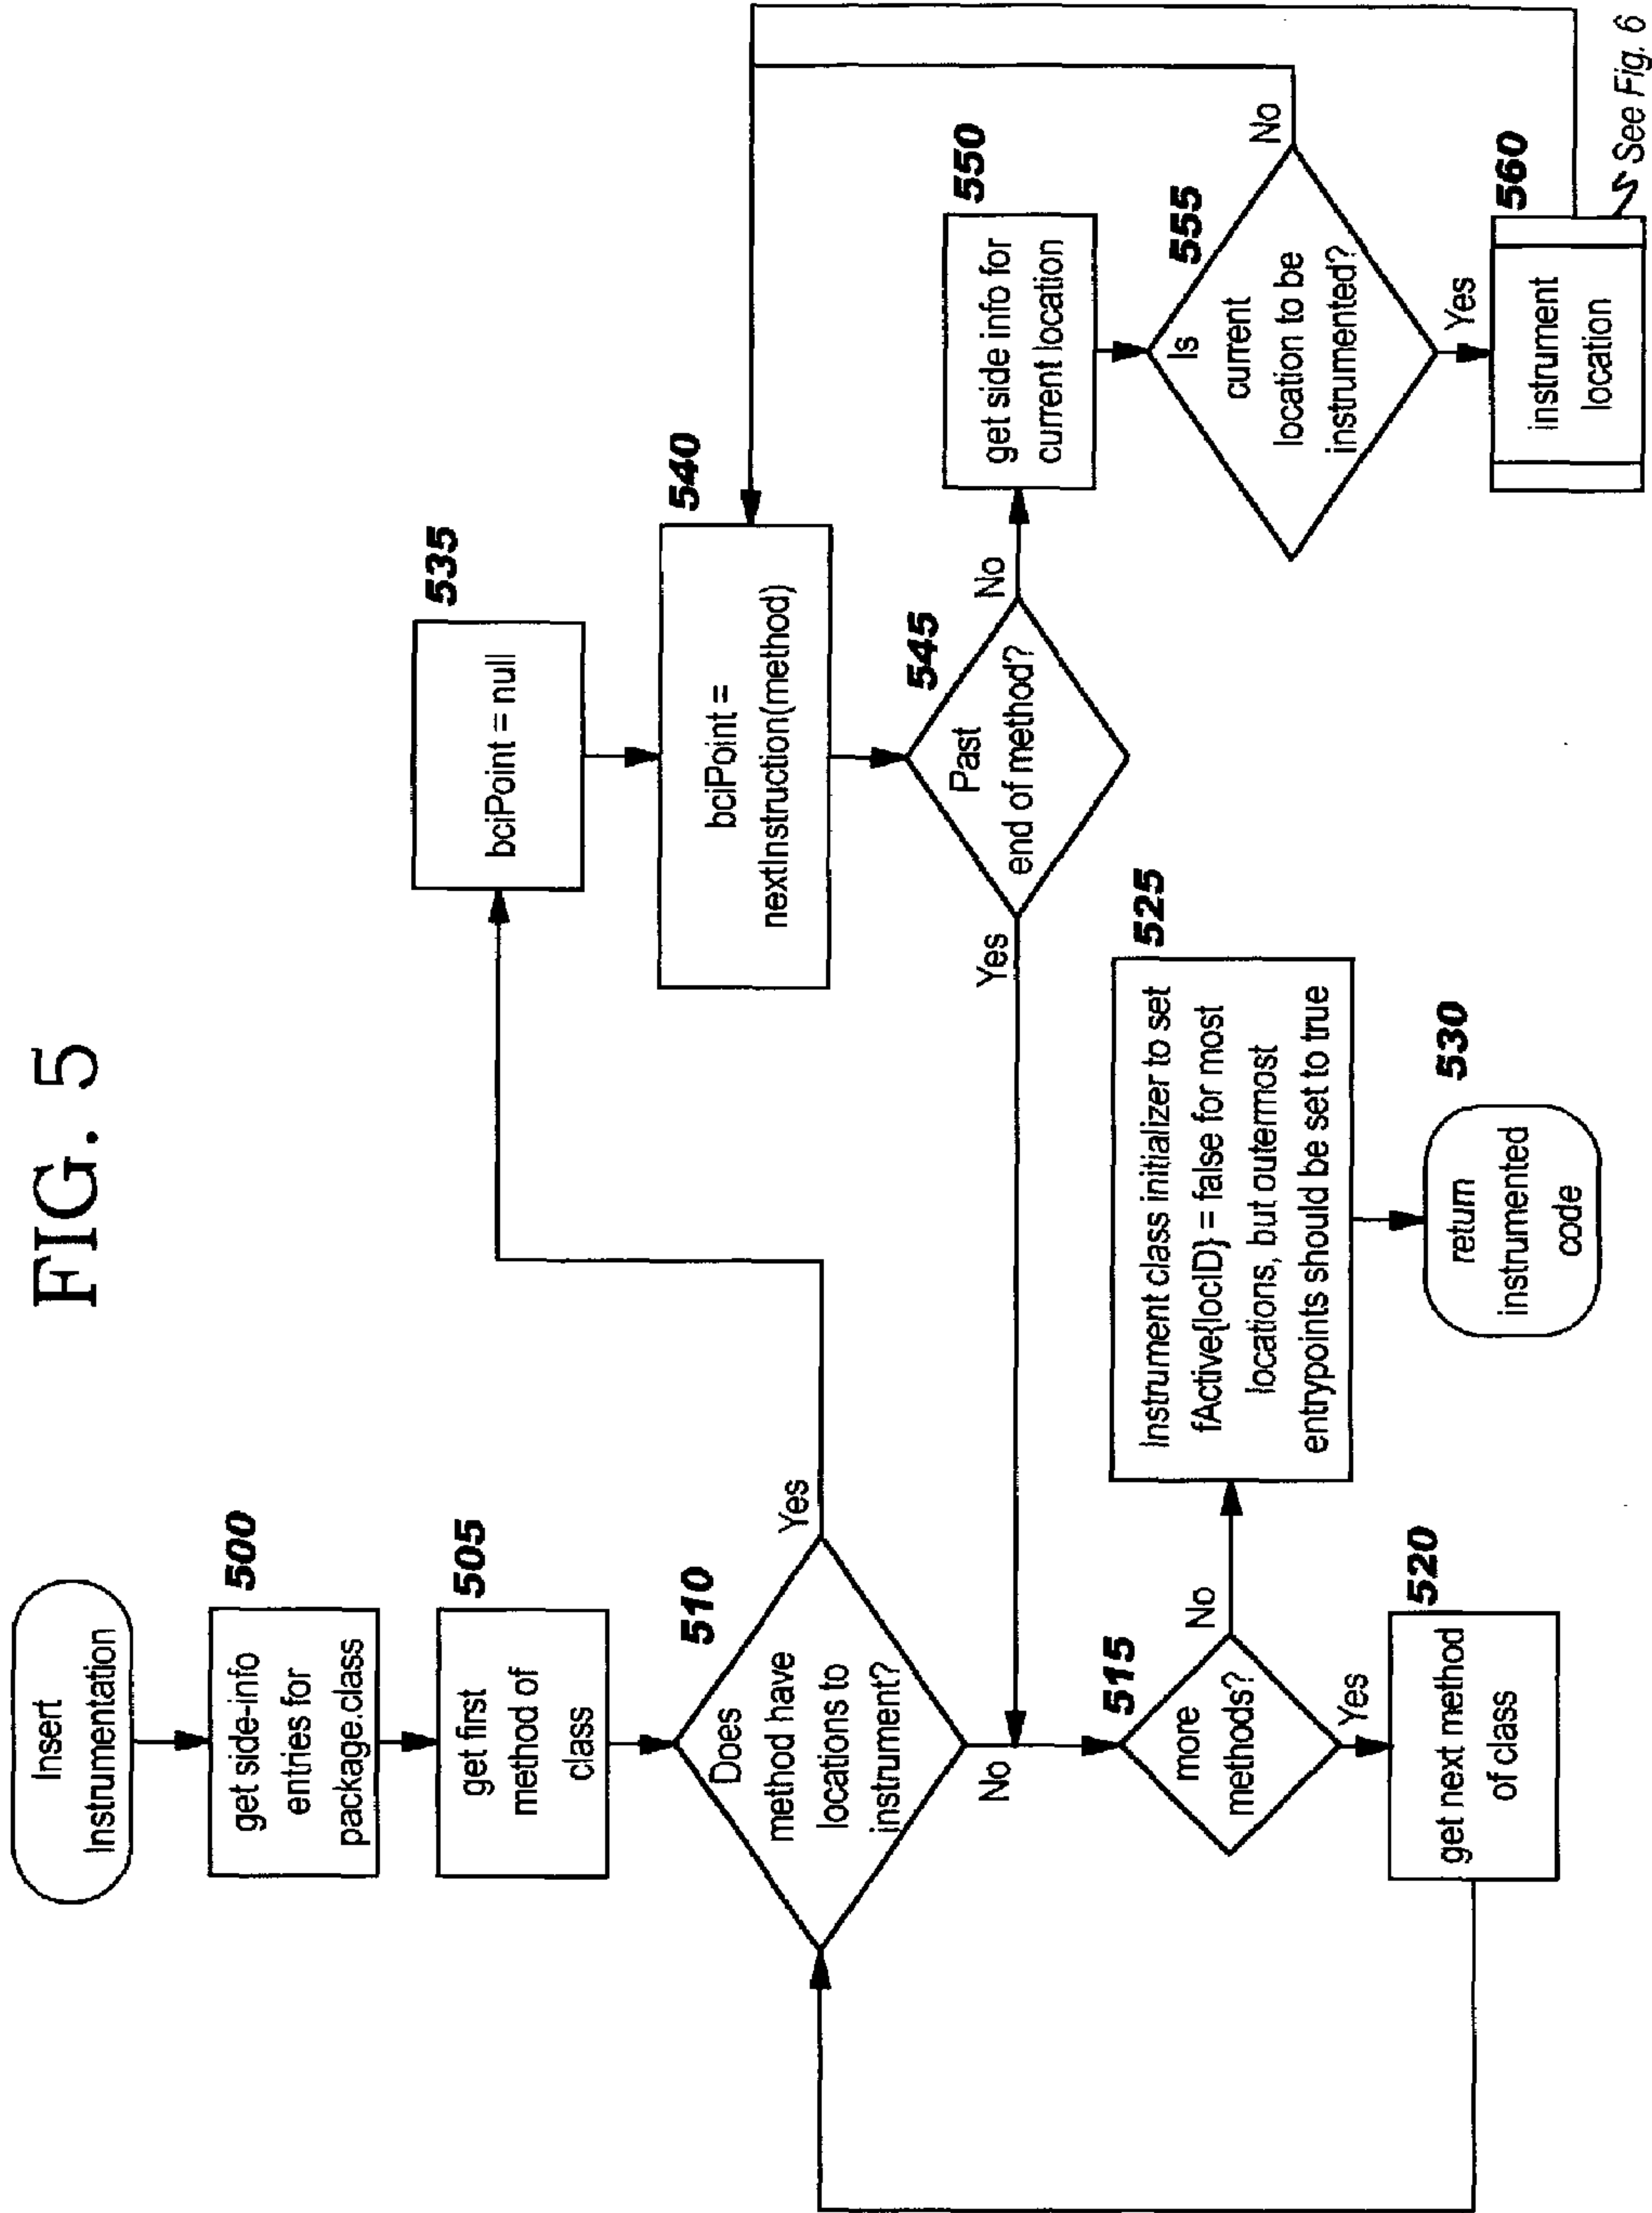 FIG. 5
Insert
Instrumentation
500
get side-info
entries for
package.class
505
get first
method of
class
510
Does
method have
locations to
instrument?
Yes
No
515
more
methods?
No
Yes
520
get next method
of class
525
Instrument class initializer to set
fActive{locID} = false for most
locations, but outermost
entrypoints should be set to true
530
return
instrumented
code
535
bciPoint = null
540
bciPoint =
nextInstruction(method)
545
Past
end of method?
Yes
No
550
get side info for
current location
555
Is
current
location to be
instrumented?
No
Yes
560
instrument
location
See Fig. 6